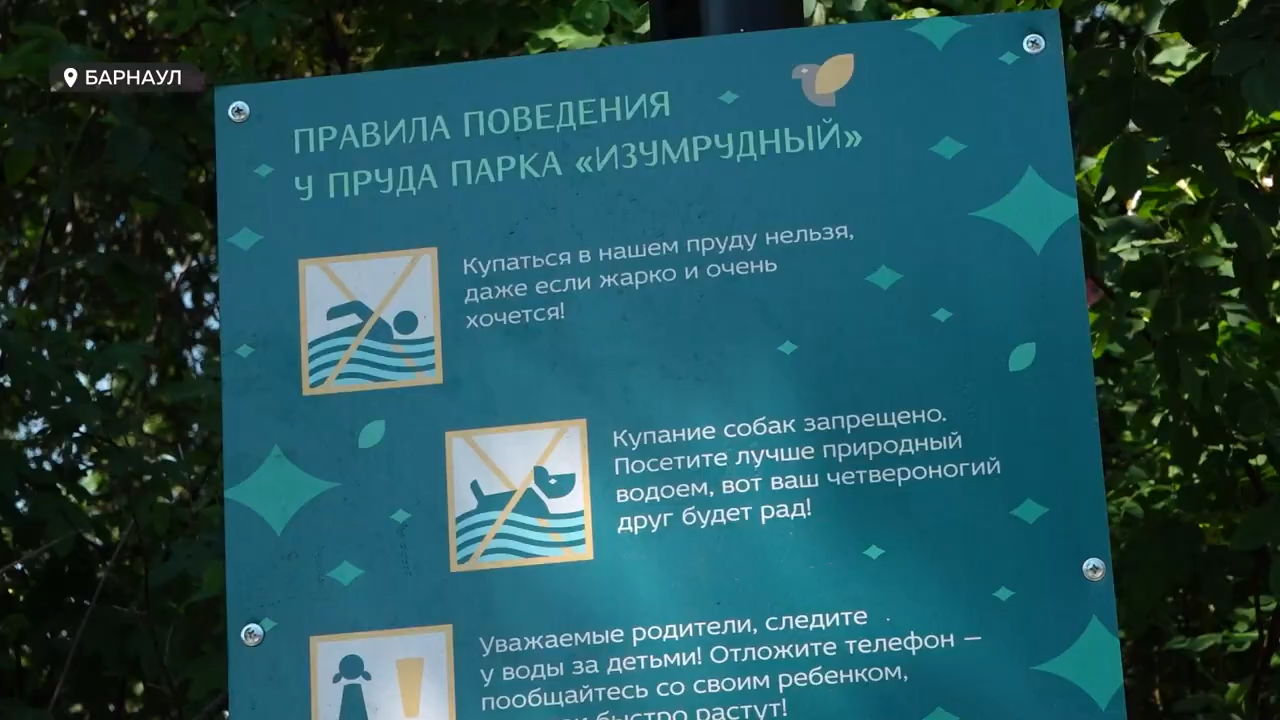 БАРНАУЛ
ПРАВИЛА ПОВЕДЕНИЯ
У ПРУДА ПАРКА «ИЗУМРУДНЫЙ»
Купаться в нашем пруду нельзя,
даже если жарко и очень
хочется!
Купание собак запрещено.
Посетите лучше природный
водоем, вот ваш четвероногий
друг будет рад!
Уважаемые родители, следите
у воды за детьми! Отложите телефон —
пообщайтесь со своим ребенком,
быстро растут!